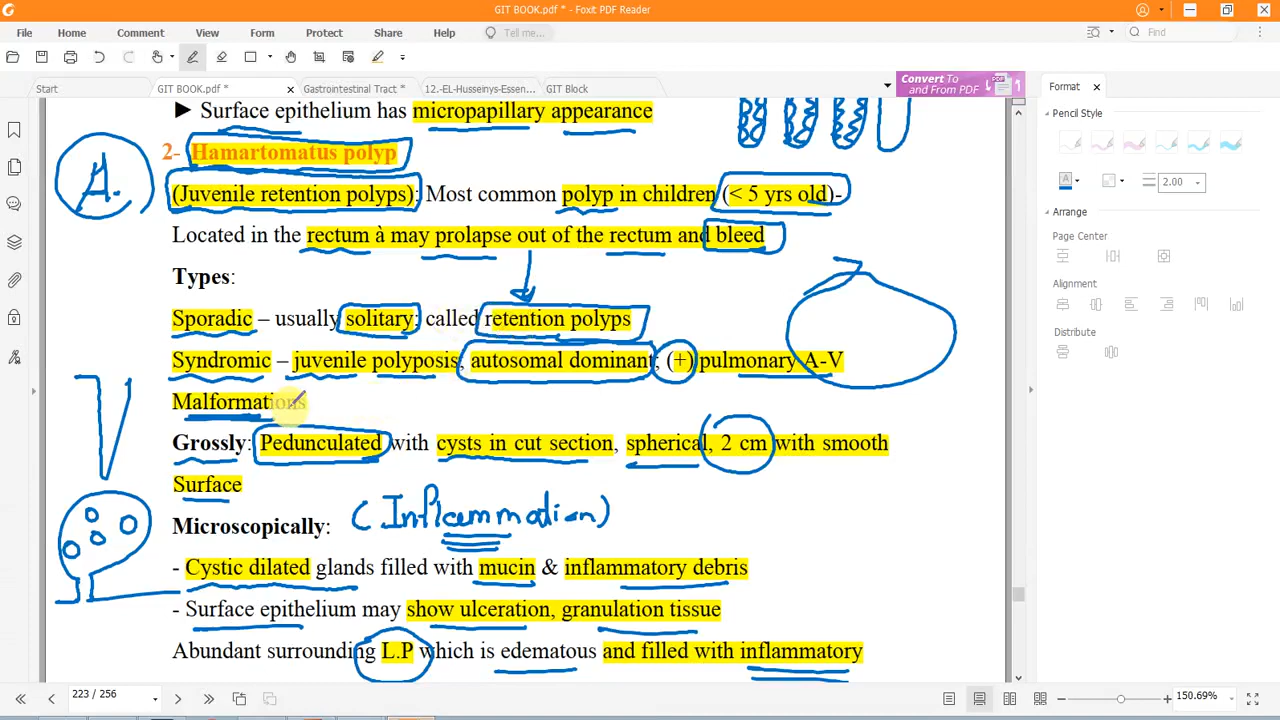 GIT BOOK.pdf * - Foxit PDF Reader
File Home Comment View Form Protect Share Help Tell me... Find
Start GIT BOOK.pdf * Gastrointestinal Tract * 12.-EL-Husseinys-Essen... GIT Block Convert To and From PDF PDF
Format
Pencil Style
2.00
Arrange
Page Center
Alignment
Distribute
► Surface epithelium has micropapillary appearance
A.
2- Hamartomatus polyp
(Juvenile retention polyps): Most common polyp in children (< 5 yrs old)-
Located in the rectum à may prolapse out of the rectum and bleed
Types:
Sporadic – usually solitary: called retention polyps
Syndromic – juvenile polyposis, autosomal dominant; (+) pulmonary A-V
Malformations
Grossly: Pedunculated with cysts in cut section, spherical, 2 cm with smooth
Surface
Microscopically: (Inflammation)
- Cystic dilated glands filled with mucin & inflammatory debris
- Surface epithelium may show ulceration, granulation tissue
Abundant surrounding L.P which is edematous and filled with inflammatory
223 / 256
150.69%